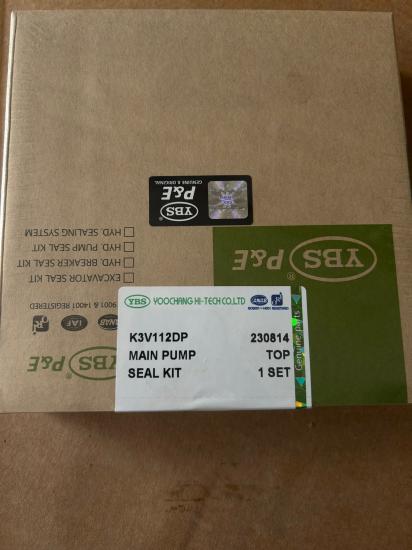 YBS
P&E
GENUINE & ORIGINAL
YBS® P&E
HYD. SEALING SYSTEM
HYD. PUMP SEAL KIT
HYD. BREAKER SEAL KIT
EXCAVATOR SEAL KIT
9001 & 14001 REGISTERED
IAF
YBS® P&E
YBS YOOCHANG HI-TECH CO.,LTD
K3V112DP 230814
MAIN PUMP TOP
SEAL KIT 1 SET
Genuine parts